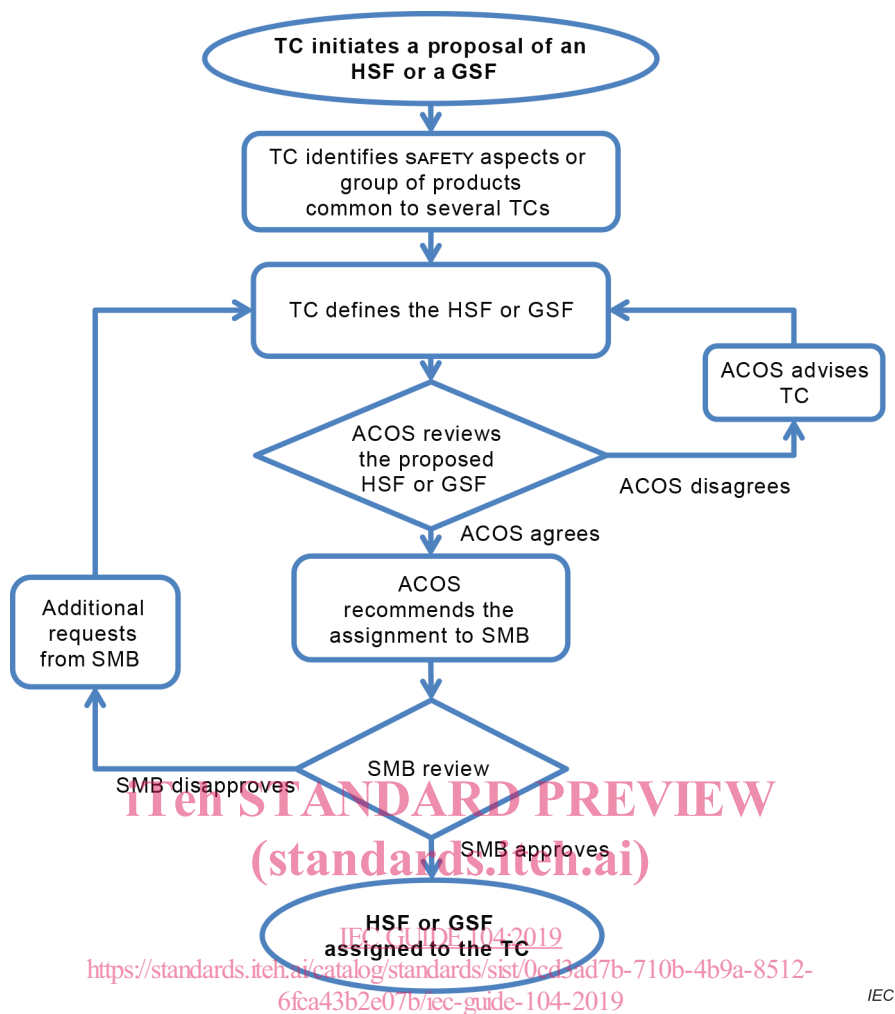 TC initiates a proposal of an
HSF or a GSF
TC identifies SAFETY aspects or
group of products
common to several TCs
TC defines the HSF or GSF
ACOS advises
TC
ACOS reviews
the proposed
HSF or GSF
ACOS disagrees
ACOS agrees
ACOS
recommends the
assignment to SMB
Additional
requests
from SMB
SMB review
SMB disapproves
iTeh STANDARD PREVIEW
SMB approves
(standards.iteh.ai)
HSF or GSF
assigned to the TC
IEC GUIDE 104:2019
https://standards.iteh.ai/catalog/standards/sist/0cd3ad7b-710b-4b9a-8512-
6fca43b2e07b/iec-guide-104-2019
IEC